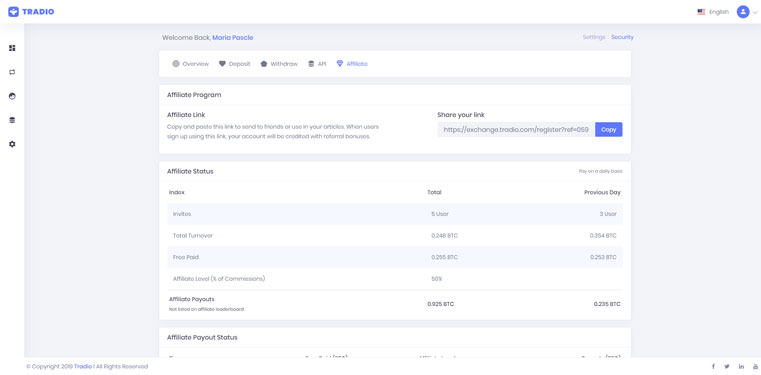 TRADIO
English
Welcome Back, Maria Pascle
Settings
Security
Overview
Deposit
Withdraw
API
Affiliate
Affiliate Program
Affiliate Link
Copy and paste this link to send to friends or use in your articles. When users
sign up using this link, your account will be credited with referral bonuses.
Share your link
https://exchange.tradio.com/register?ref=059
Copy
Affiliate Status
Pay on a daily basis
Index Total Previous Day
Invites 5 User 3 User
Total Turnover 0.248 BTC 0.354 BTC
Free Paid 0.255 BTC 0.253 BTC
Affiliate Level (% of Commissions) 50%
Affiliate Payouts 0.925 BTC 0.235 BTC
Not listed on affiliate leaderboard
Affiliate Payout Status
© Copyright 2019 Tradio I All Rights Reserved